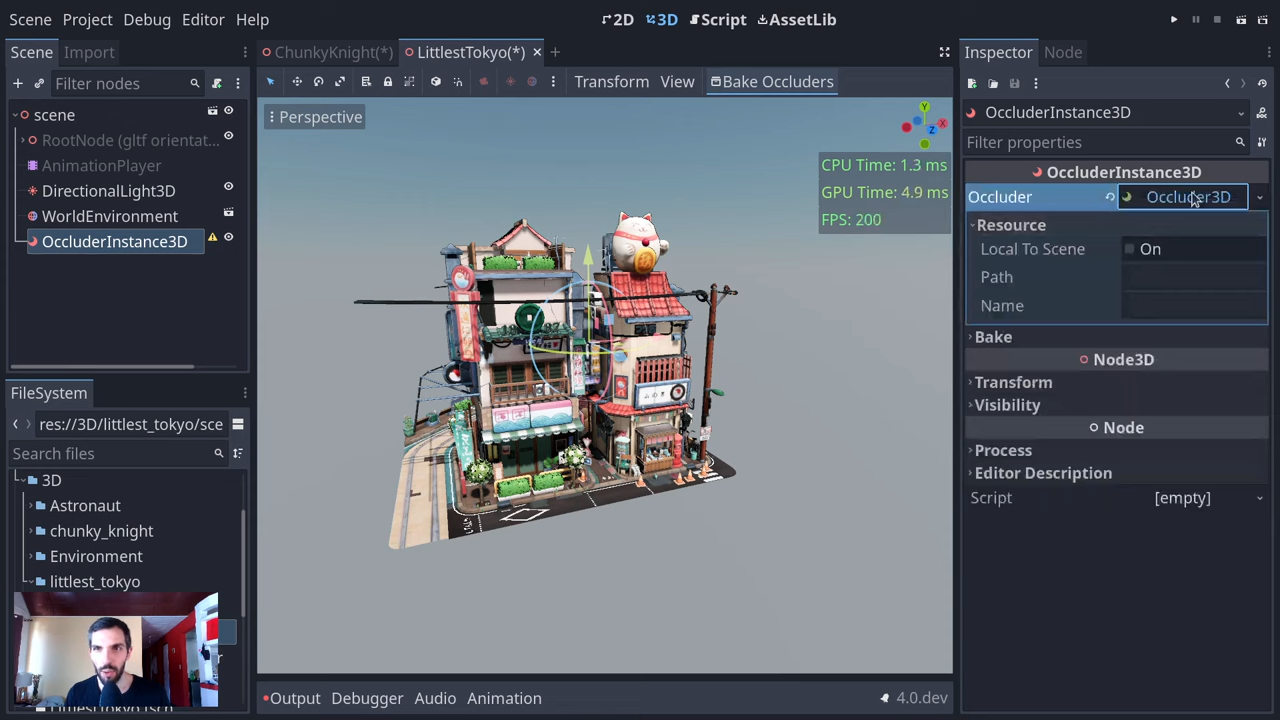 Scene Project Debug Editor Help
2D 3D Script AssetLib
Scene Import
ChunkyKnight(*) LittlestTokyo(*)
Inspector Node
Filter nodes
Transform View Bake Occluders
scene
RootNode (gltf orientat...
AnimationPlayer
DirectionalLight3D
WorldEnvironment
OccluderInstance3D
Perspective
CPU Time: 1.3 ms
GPU Time: 4.9 ms
FPS: 200
OccluderInstance3D
Filter properties
OccluderInstance3D
Occluder Occluder3D
Resource
Local To Scene On
Path
Name
Bake
Node3D
Transform
Visibility
Node
Process
Editor Description
Script [empty]
FileSystem
res://3D/littlest_tokyo/sce
Search files
3D
Astronaut
chunky_knight
Environment
littlest_tokyo
Output Debugger Audio Animation
4.0.dev